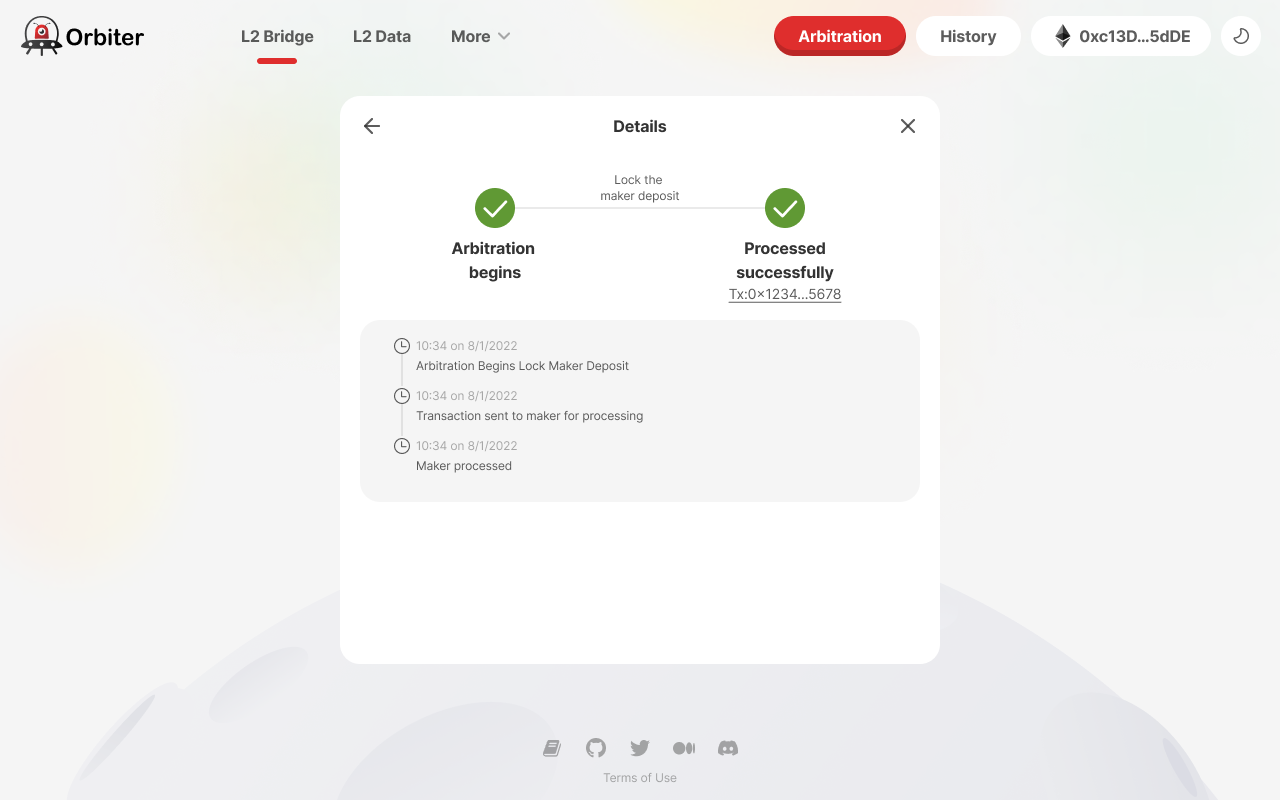 Orbiter
L2 Bridge
L2 Data
More
Arbitration
History
0xc13D...5dDE
Details
Lock the
maker deposit
Arbitration
begins
Processed
successfully
Tx:0×1234...5678
10:34 on 8/1/2022
Arbitration Begins Lock Maker Deposit
10:34 on 8/1/2022
Transaction sent to maker for processing
10:34 on 8/1/2022
Maker processed
Terms of Use